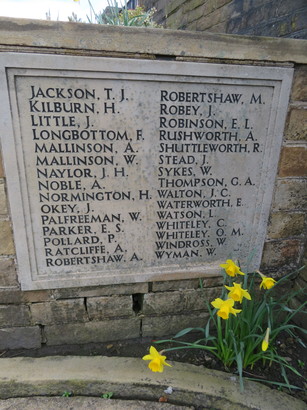 JACKSON, T. J.
KILBURN, H.
LITTLE, J.
LONGBOTTOM, F.
MALLINSON, A.
MALLINSON, W.
NAYLOR, J. H.
NOBLE, A.
NORMINGTON, H.
OKEY, J.
PALFREEMAN, W.
PARKER, E. S.
POLLARD, P.
RATCLIFFE, A.
ROBERTSHAW, A.
ROBERTSHAW, M.
ROBEY, J.
ROBINSON, E. L.
RUSHWORTH, A.
SHUTTLEWORTH, R.
STEAD, J.
SYKES, W.
THOMPSON, G. A.
WALTON, J. C.
WATERWORTH, E.
WATSON, L.
WHITELEY, C.
WHITELEY, O. M.
WINDROSS, W.
WYMAN, W.